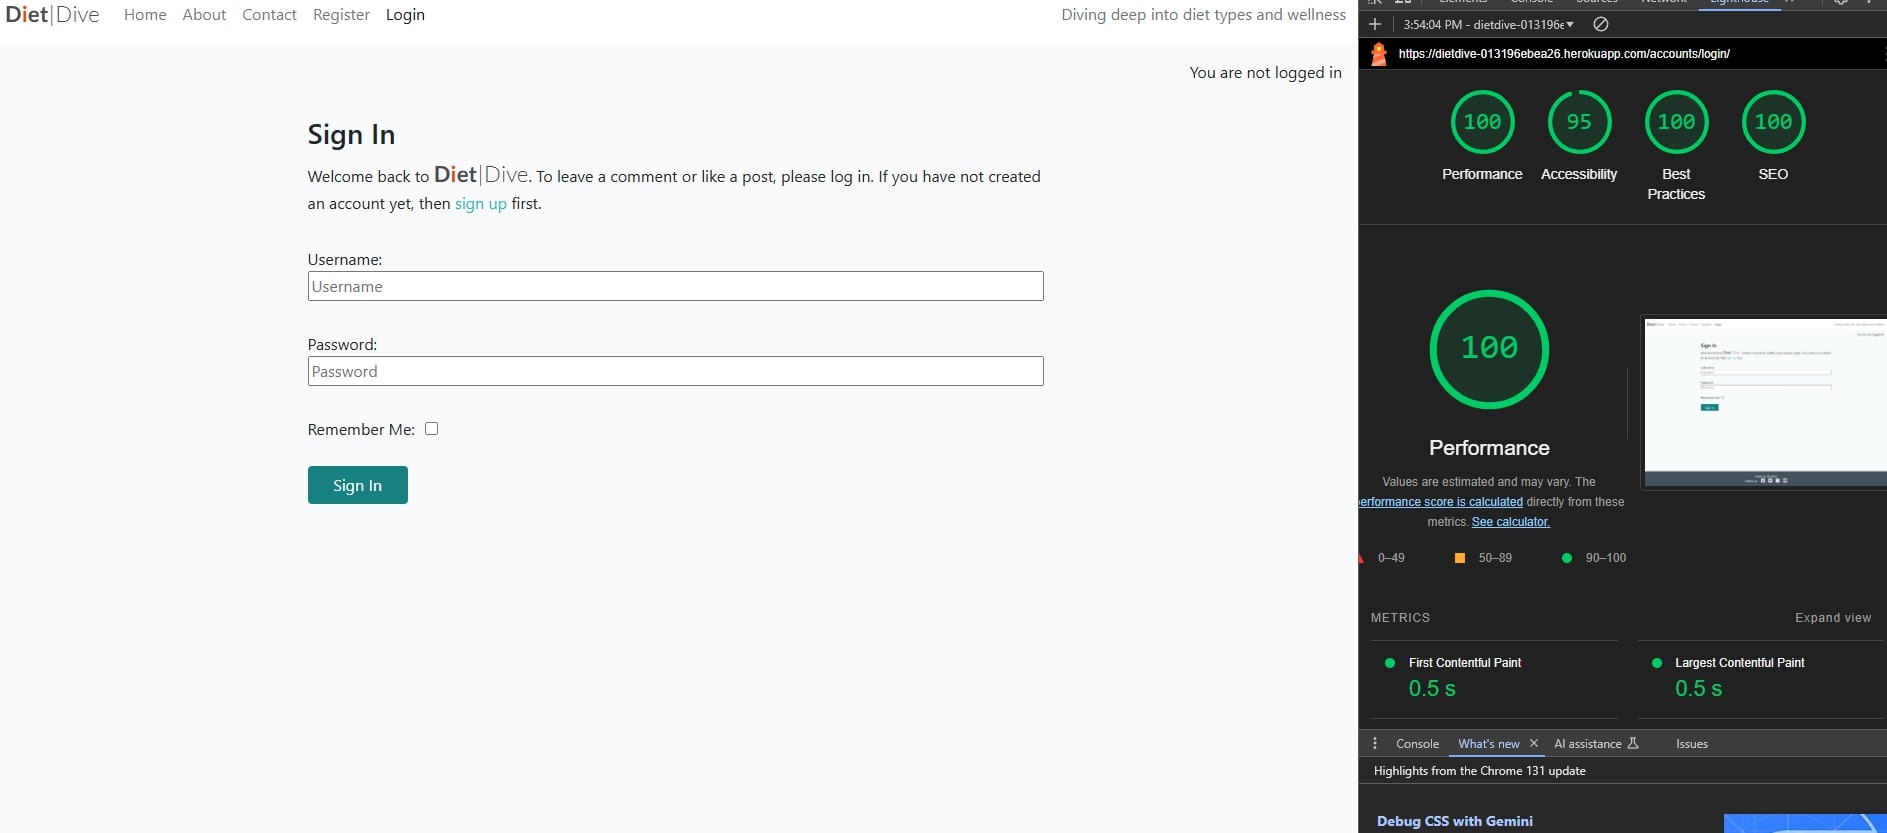 Diet|Dive Home About Contact Register Login Diving deep into diet types and wellness
You are not logged in
Sign In
Welcome back to Diet|Dive. To leave a comment or like a post, please log in. If you have not created
an account yet, then sign up first.
Username:
Username
Password:
Password
Remember Me:
Sign In
Elements Console Sources Network Lighthouse
3:54:04 PM - dietdive-013196e
https://dietdive-013196ebea26.herokuapp.com/accounts/login/
100 95 100 100
Performance Accessibility Best Practices SEO
100
Performance
Values are estimated and may vary. The
performance score is calculated directly from these
metrics. See calculator.
0–49 50–89 90–100
METRICS Expand view
First Contentful Paint
0.5 s
Largest Contentful Paint
0.5 s
Console What's new AI assistance Issues
Highlights from the Chrome 131 update
Debug CSS with Gemini